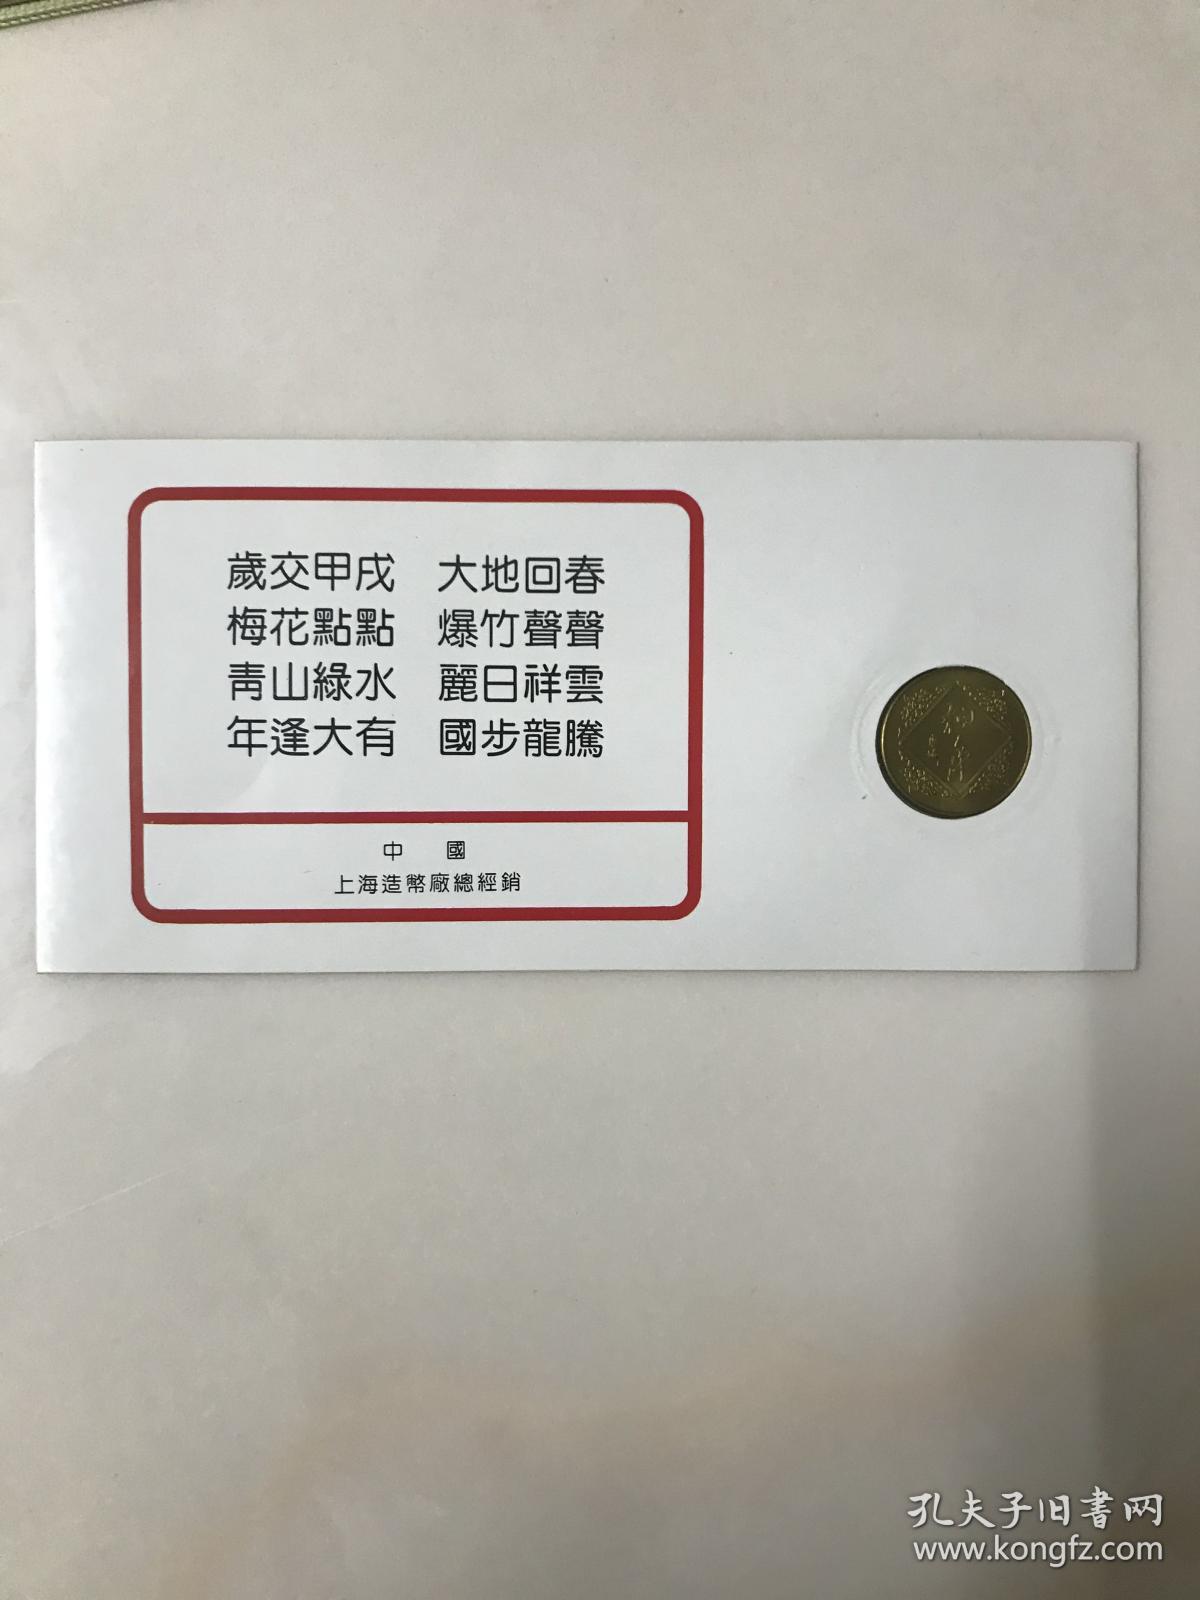 歲交甲戌　大地回春
梅花點點　爆竹聲聲
青山綠水　麗日祥雲
年逢大有　國步龍騰
中　國
上海造幣廠總經銷
孔夫子旧书网
www.kongfz.com